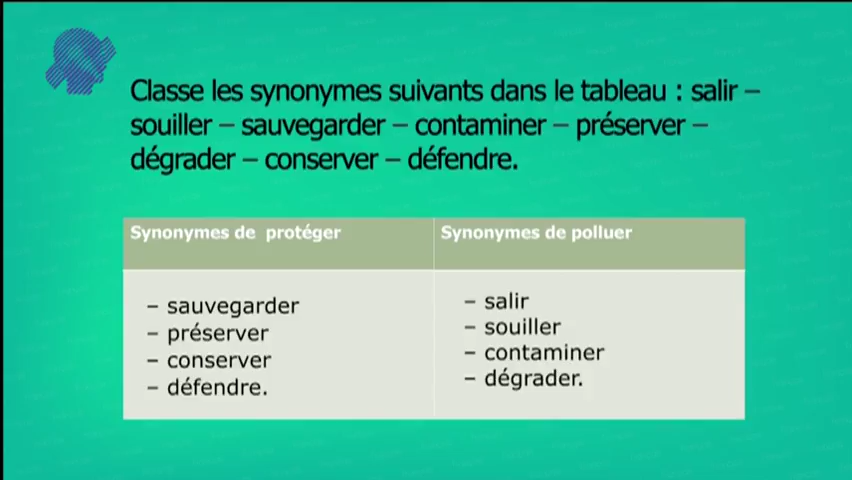 Classe les synonymes suivants dans le tableau : salir –
souiller – sauvegarder – contaminer – préserver –
dégrader – conserver – défendre.
Synonymes de protéger
Synonymes de polluer
– sauvegarder
– préserver
– conserver
– défendre.
– salir
– souiller
– contaminer
– dégrader.